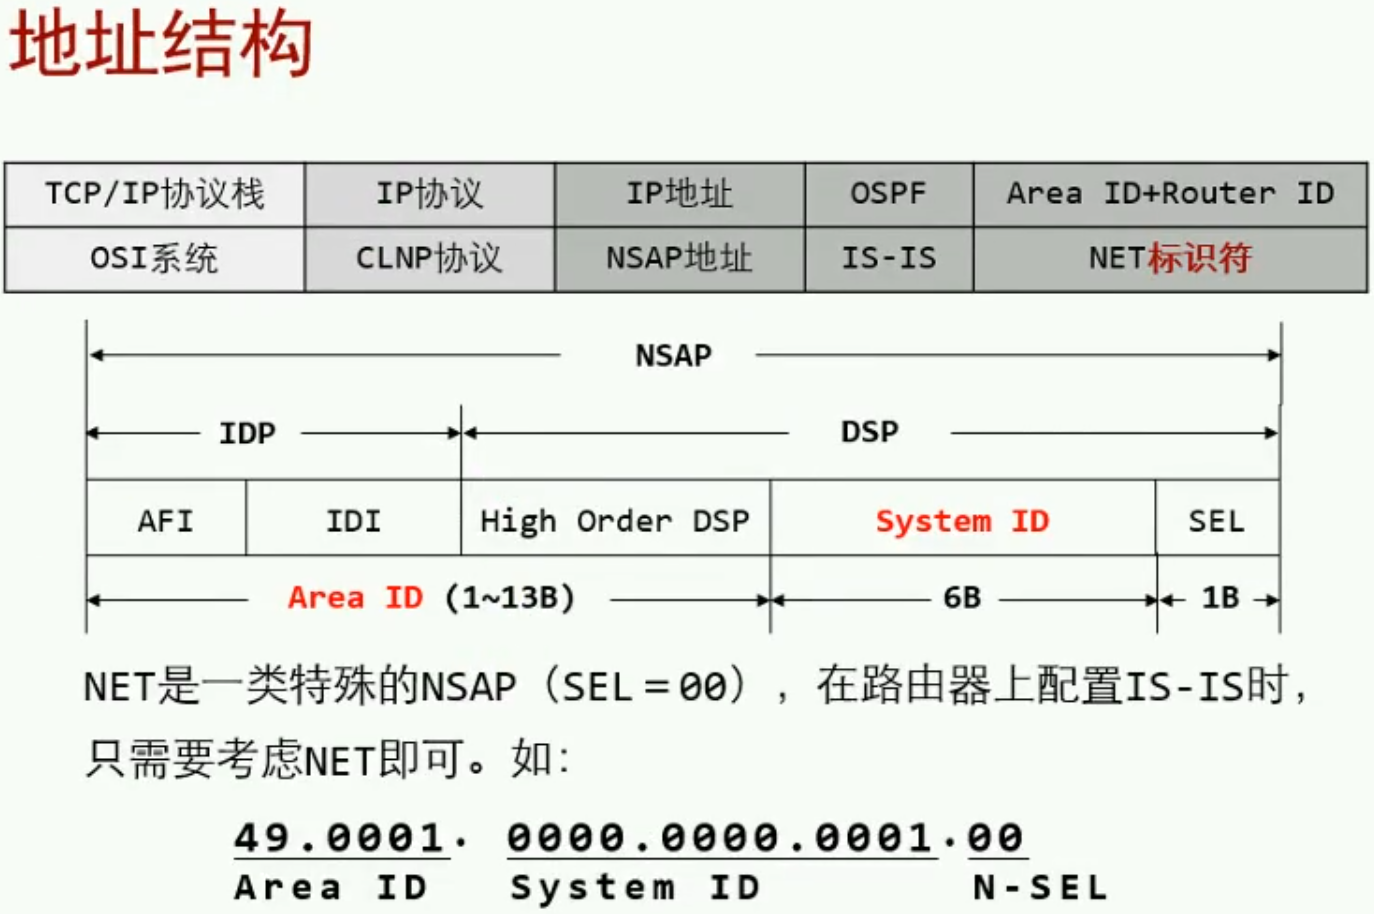 地址结构
TCP/IP协议栈 IP协议 IP地址 OSPF Area ID+Router ID
OSI系统 CLNP协议 NSAP地址 IS-IS NET标识符
NSAP
IDP DSP
AFI IDI High Order DSP System ID SEL
Area ID (1~13B) 6B 1B
NET是一类特殊的NSAP（SEL＝00），在路由器上配置IS-IS时，
只需要考虑NET即可。如：
49.0001. 0000.0000.0001.00
Area ID System ID N-SEL